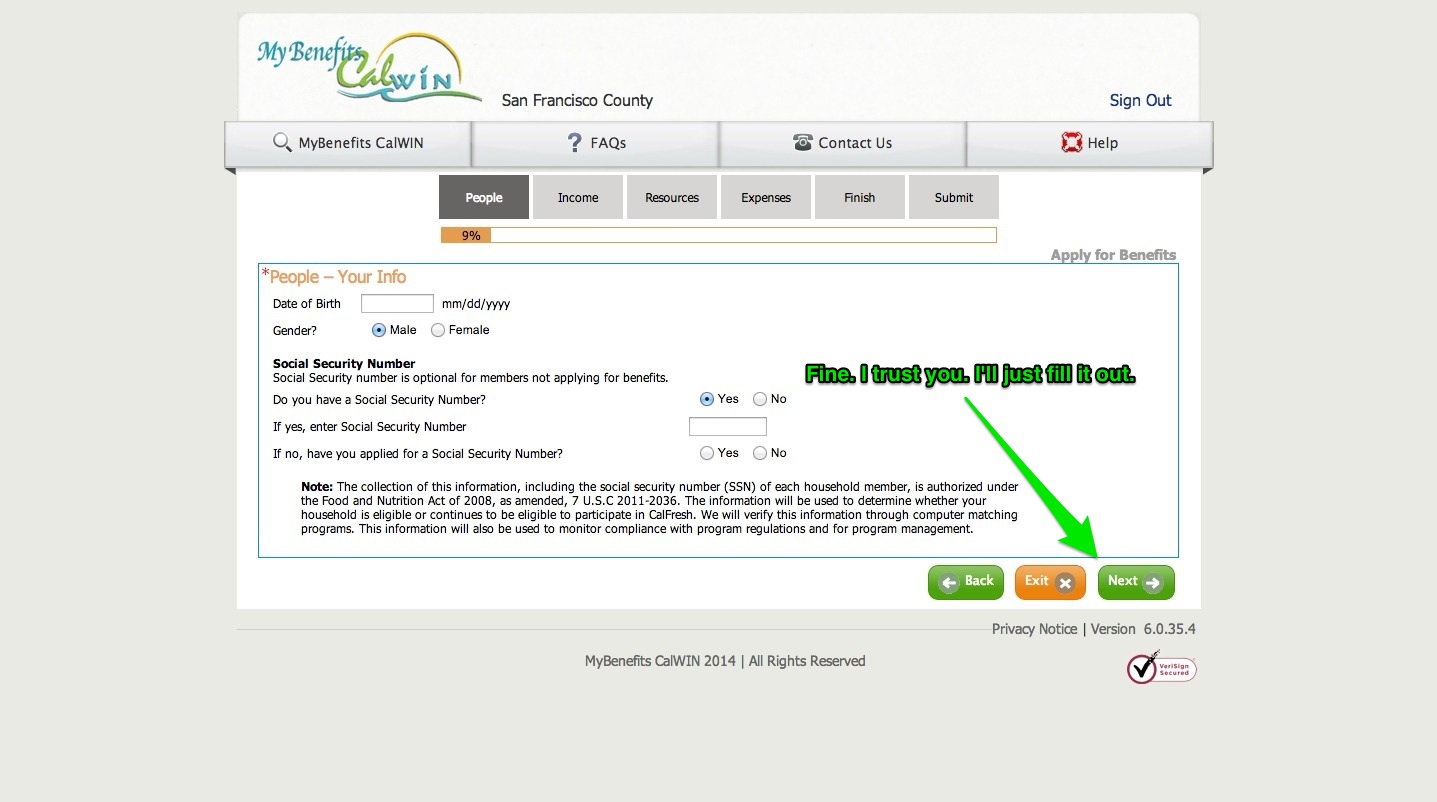 My Benefits
CalWIN
San Francisco County
Sign Out
MyBenefits CalWIN
? FAQs
Contact Us
Help
People
Income
Resources
Expenses
Finish
Submit
9%
Apply for Benefits
*People – Your Info
Date of Birth mm/dd/yyyy
Gender? Male Female
Social Security Number
Social Security number is optional for members not applying for benefits.
Fine. I trust you. I'll just fill it out.
Do you have a Social Security Number? Yes No
If yes, enter Social Security Number
If no, have you applied for a Social Security Number? Yes No
Note: The collection of this information, including the social security number (SSN) of each household member, is authorized under
the Food and Nutrition Act of 2008, as amended, 7 U.S.C 2011-2036. The information will be used to determine whether your
household is eligible or continues to be eligible to participate in CalFresh. We will verify this information through computer matching
programs. This information will also be used to monitor compliance with program regulations and for program management.
Back
Exit
Next
Privacy Notice | Version 6.0.35.4
MyBenefits CalWIN 2014 | All Rights Reserved
VeriSign
Secured